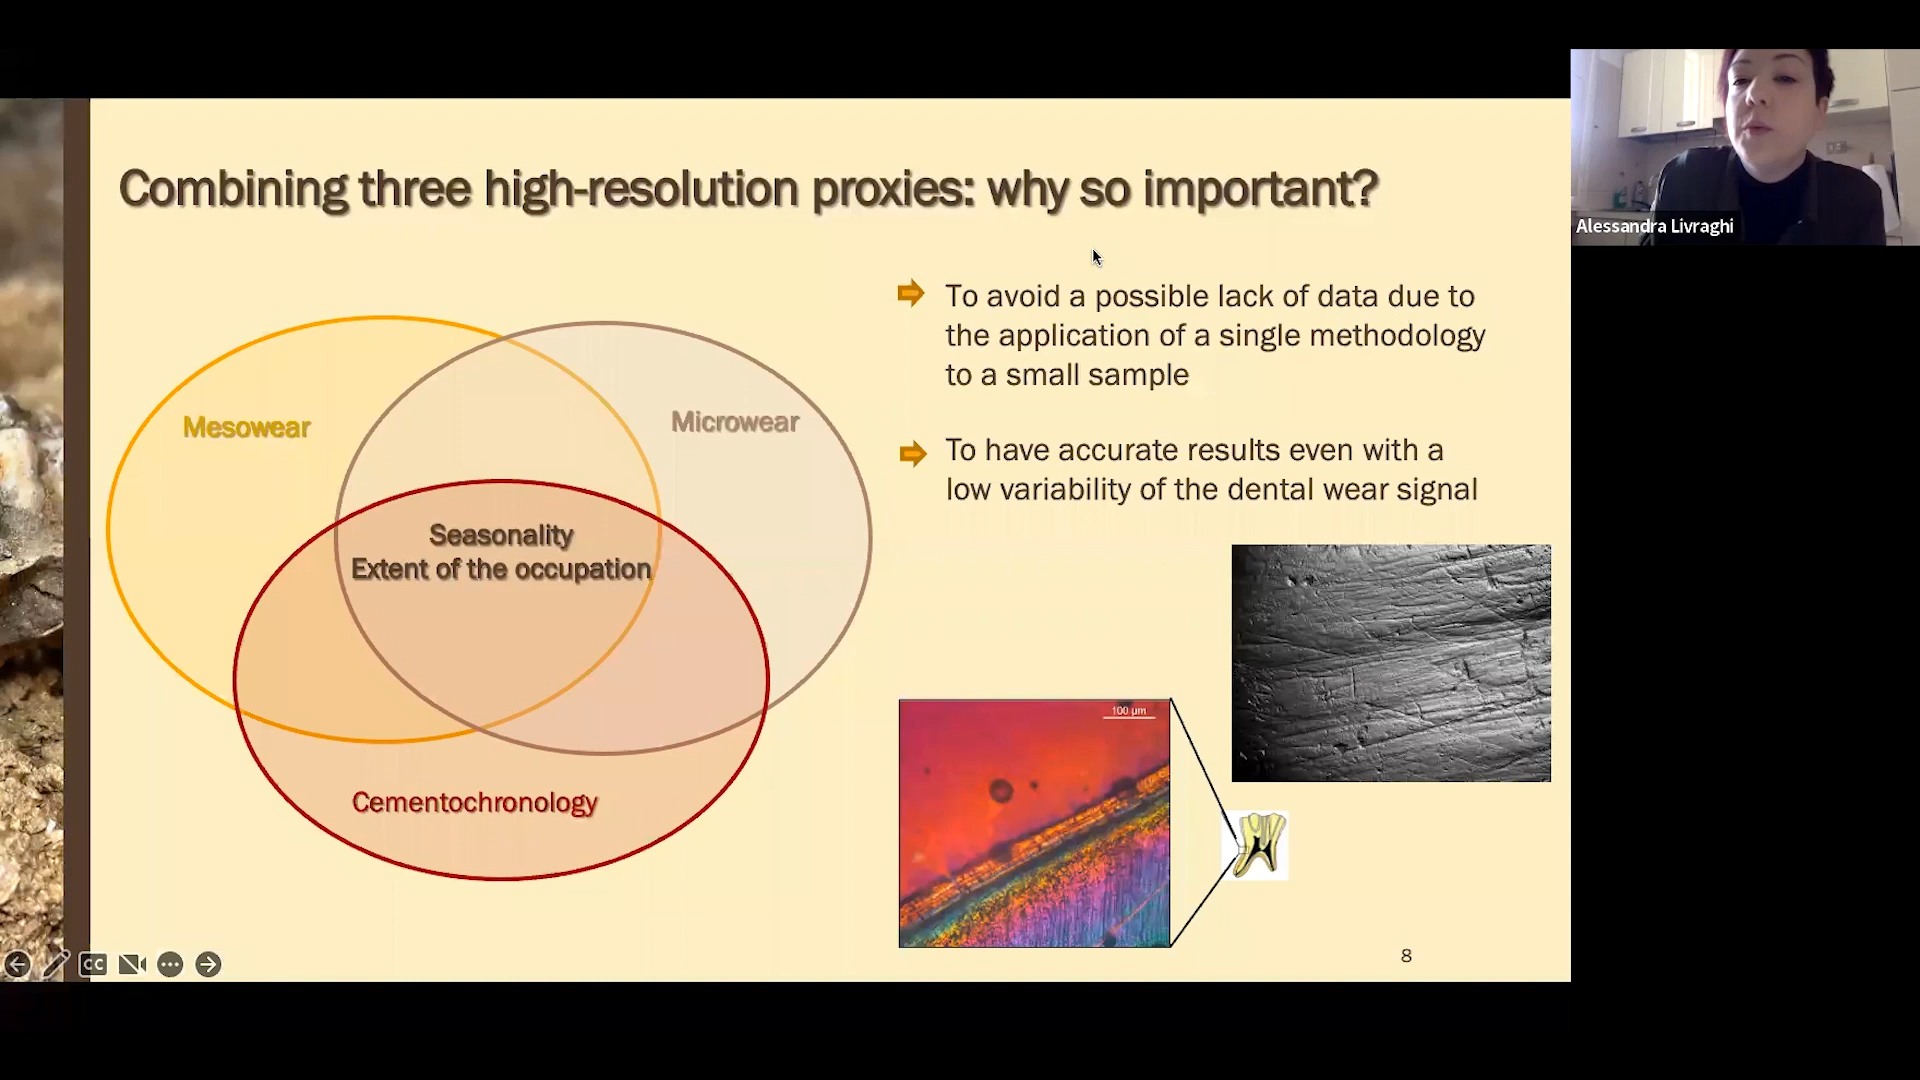 Combining three high-resolution proxies: why so important?
Mesowear
Microwear
Seasonality
Extent of the occupation
Cementochronology
To avoid a possible lack of data due to
the application of a single methodology
to a small sample
To have accurate results even with a
low variability of the dental wear signal
100 µm
8
CC
Alessandra Livraghi